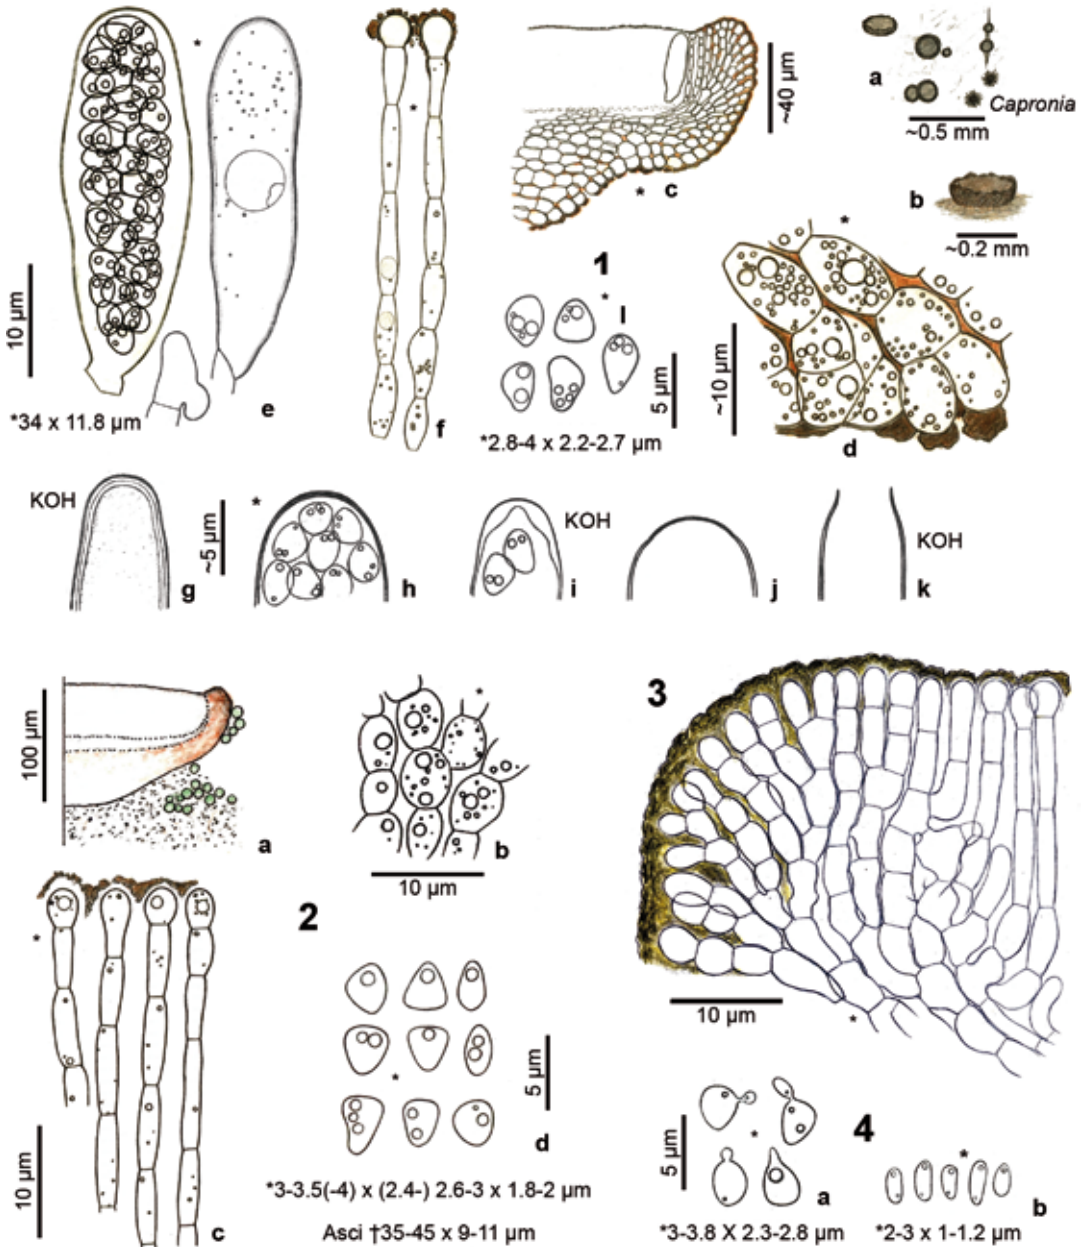 *
*
~40 µm
a
Capronia
~0.5 mm
* c
b
~0.2 mm
10 µm
1
*
*
e
*34 x 11.8 µm
f
l
5 µm
*2.8-4 x 2.2-2.7 µm
~10 µm
d
KOH
g
~5 µm
*
h
KOH
i
j
KOH
k
100 µm
a
*
b
10 µm
3
10 µm
*
2
*
10 µm
c
*
5 µm
d
*3-3.5(-4) x (2.4-) 2.6-3 x 1.8-2 µm
Asci †35-45 x 9-11 µm
4
5 µm
*
a
*3-3.8 X 2.3-2.8 µm
*
b
*2-3 x 1-1.2 µm